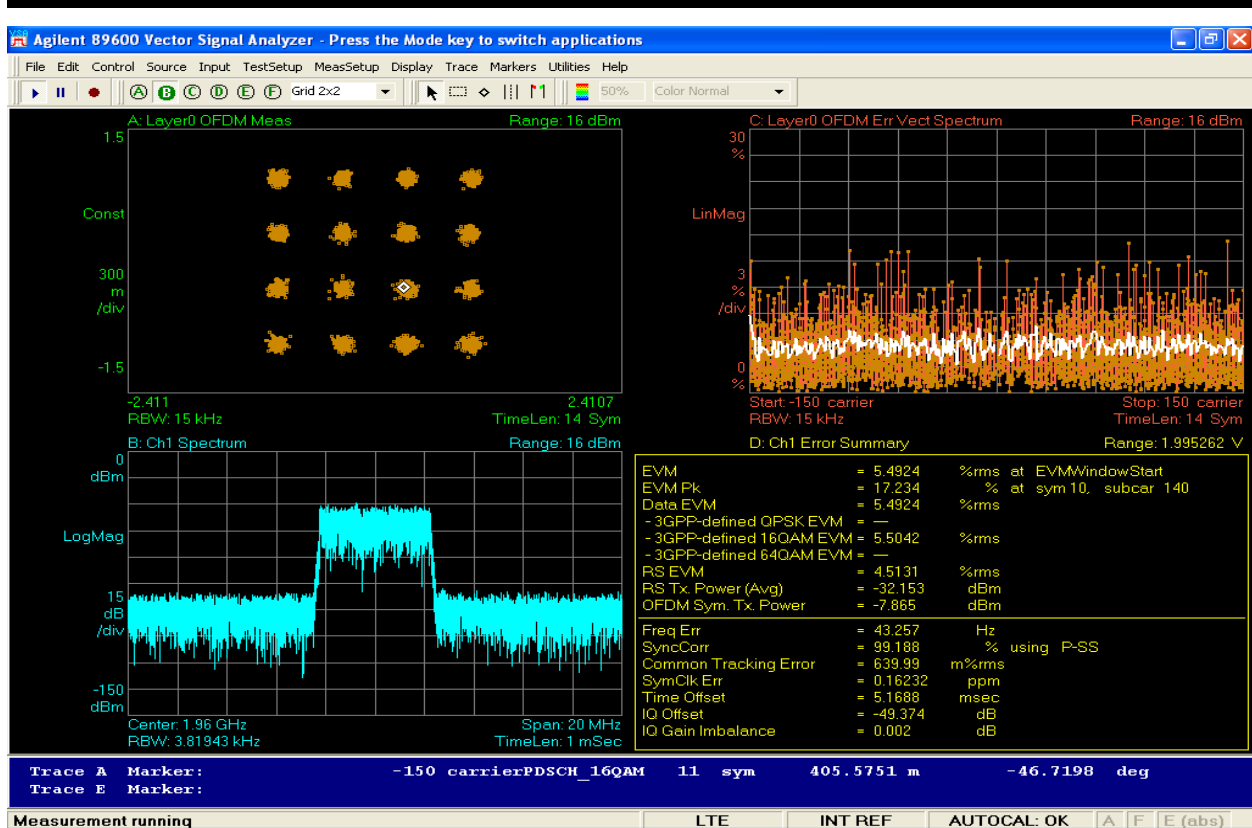 Agilent 89600 Vector Signal Analyzer - Press the Mode key to switch applications
File Edit Control Source Input TestSetup MeasSetup Display Trace Markers Utilities Help
A B C D E F Grid 2x2 50% Color Normal
A: Layer0 OFDM Meas Range: 16 dBm
1.5
Const
300
m
/div
-1.5
-2.411 2.4107
RBW: 15 kHz TimeLen: 14 Sym
C: Layer0 OFDM Err Vect Spectrum Range: 16 dBm
30
%
LinMag
3
%
/div
0
%
Start: -150 carrier Stop: 150 carrier
RBW: 15 kHz TimeLen: 14 Sym
B: Ch1 Spectrum Range: 16 dBm
0
dBm
LogMag
15
dB
/div
-150
dBm
Center: 1.96 GHz Span: 20 MHz
RBW: 3.81943 kHz TimeLen: 1 mSec
D: Ch1 Error Summary Range: 1.995262 V
EVM = 5.4924 %rms at EVMWindowStart
EVM Pk = 17.234 % at sym 10, subcar 140
Data EVM = 5.4924 %rms
- 3GPP-defined QPSK EVM = —
- 3GPP-defined 16QAM EVM = 5.5042 %rms
- 3GPP-defined 64QAM EVM = —
RS EVM = 4.5131 %rms
RS Tx. Power (Avg) = -32.153 dBm
OFDM Sym. Tx. Power = -7.865 dBm
Freq Err = 43.257 Hz
SyncCorr = 99.188 % using P-SS
Common Tracking Error = 639.99 m%rms
SymClk Err = 0.16232 ppm
Time Offset = 5.1688 msec
IQ Offset = -49.374 dB
IQ Gain Imbalance = 0.002 dB
Trace A Marker: -150 carrierPDSCH_16QAM 11 sym 405.5751 m -46.7198 deg
Trace E Marker:
Measurement running LTE INT REF AUTOCAL: OK A F E (abs)